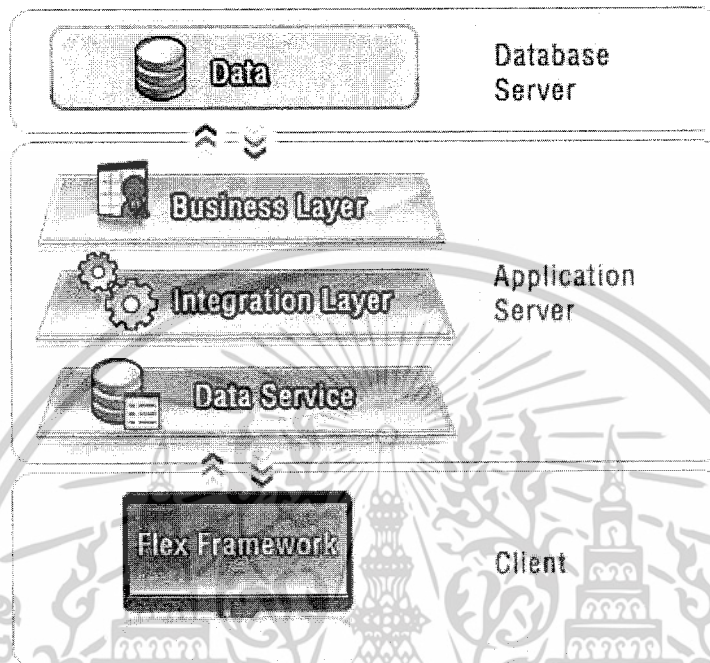 Data
Database
Server
Business Layer
Integration Layer
Application
Server
Data Service
Flex Framework
Client